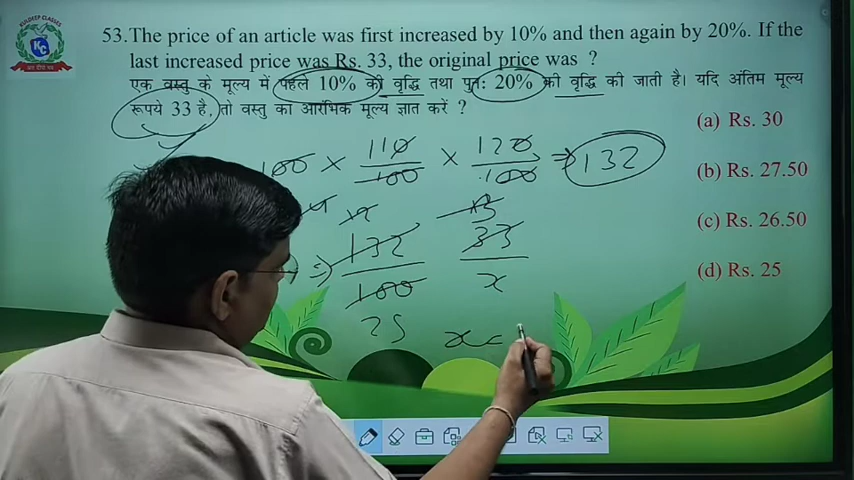 KULDEEP CLASSES
KC
53.The price of an article was first increased by 10% and then again by 20%. If the
last increased price was Rs. 33, the original price was ?
एक वस्तु के मूल्य में पहले 10% की वृद्धि तथा पुन: 20% की वृद्धि की जाती है। यदि अंतिम मूल्य
रूपये 33 है, तो वस्तु का आरंभिक मूल्य ज्ञात करें ?
(a) Rs. 30
(b) Rs. 27.50
(c) Rs. 26.50
(d) Rs. 25
100 × 110/100 × 120/100 ⇒ 132
132/100 33/x
25
x =